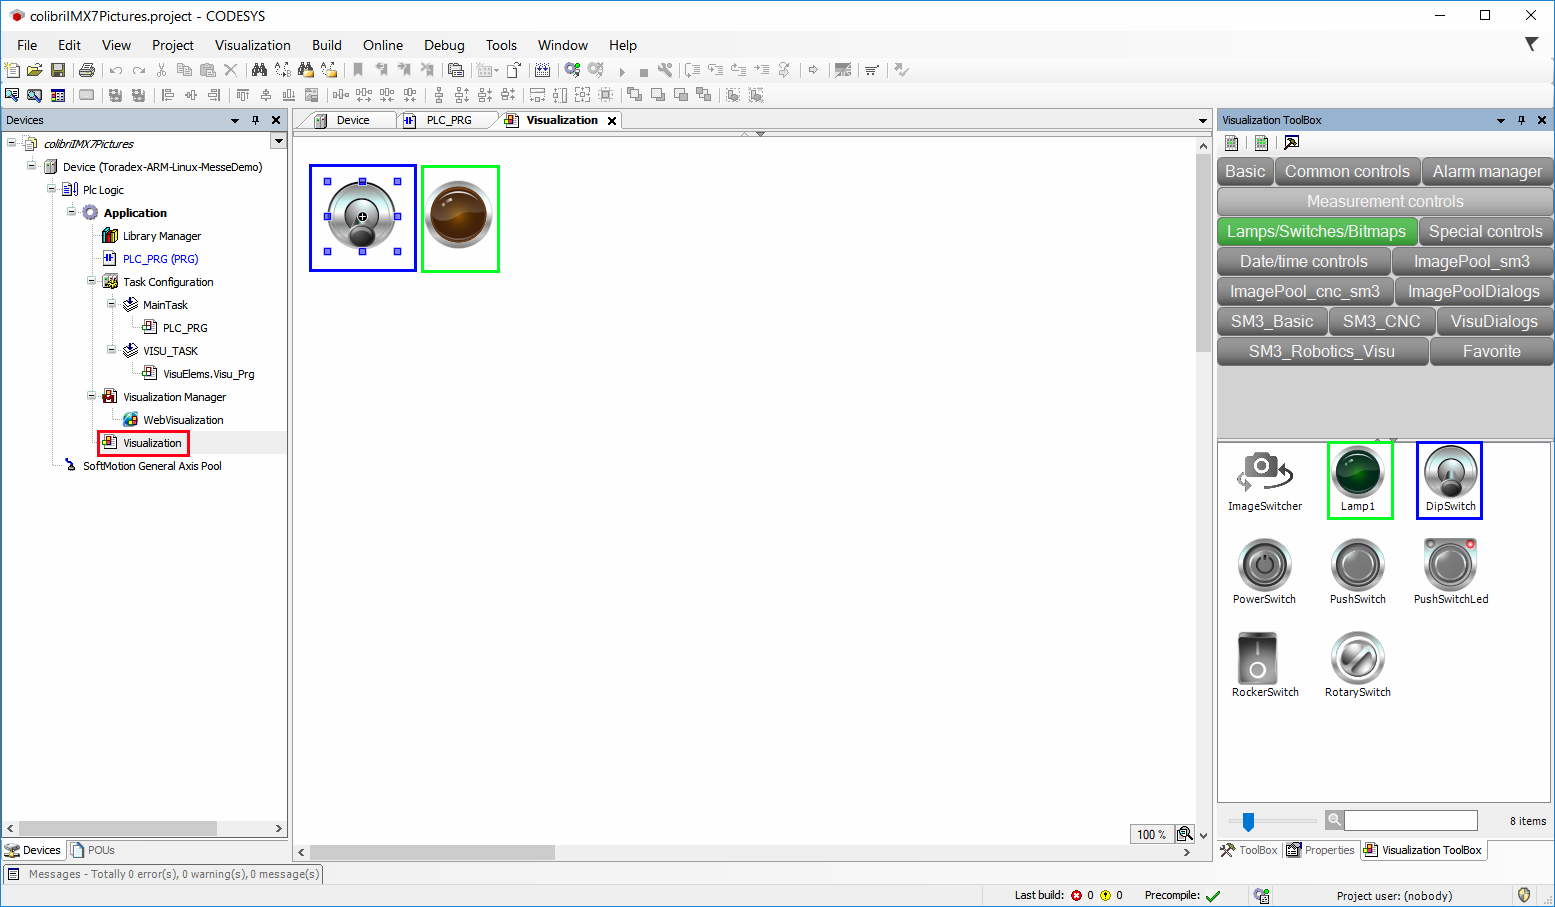 colibriIMX7Pictures.project - CODESYS
File Edit View Project Visualization Build Online Debug Tools Window Help
Devices
colibriIMX7Pictures
Device (Toradex-ARM-Linux-MesseDemo)
Plc Logic
Application
Library Manager
PLC_PRG (PRG)
Task Configuration
MainTask
PLC_PRG
VISU_TASK
VisuElems.Visu_Prg
Visualization Manager
WebVisualization
Visualization
SoftMotion General Axis Pool
Devices POUs
Device PLC_PRG Visualization
100 %
Visualization ToolBox
Basic Common controls Alarm manager
Measurement controls
Lamps/Switches/Bitmaps Special controls
Date/time controls ImagePool_sm3
ImagePool_cnc_sm3 ImagePoolDialogs
SM3_Basic SM3_CNC VisuDialogs
SM3_Robotics_Visu Favorite
ImageSwitcher Lamp1 DipSwitch
PowerSwitch PushSwitch PushSwitchLed
RockerSwitch RotarySwitch
8 items
ToolBox Properties Visualization ToolBox
Messages - Totally 0 error(s), 0 warning(s), 0 message(s)
Last build: 0 0 Precompile: Project user: (nobody)